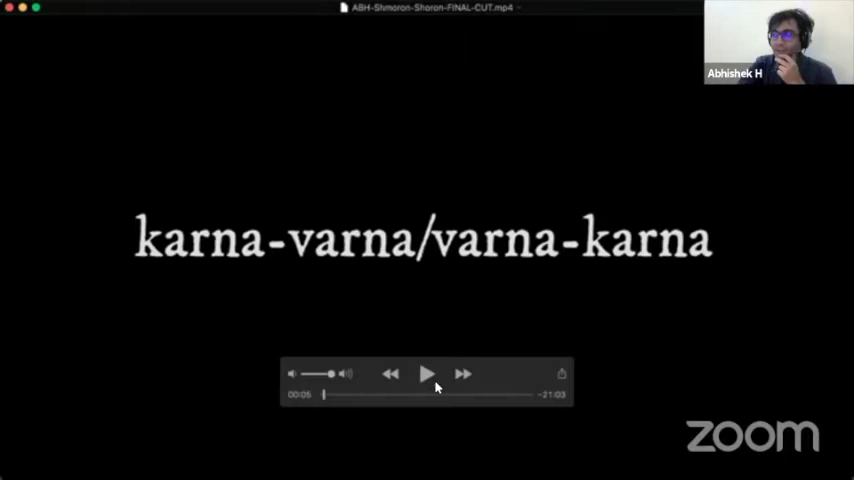 ABH-Shmoron-Shoron-FINAL-CUT.mp4
Abhishek H
karna-varna/varna-karna
00:05
-21:03
zoom